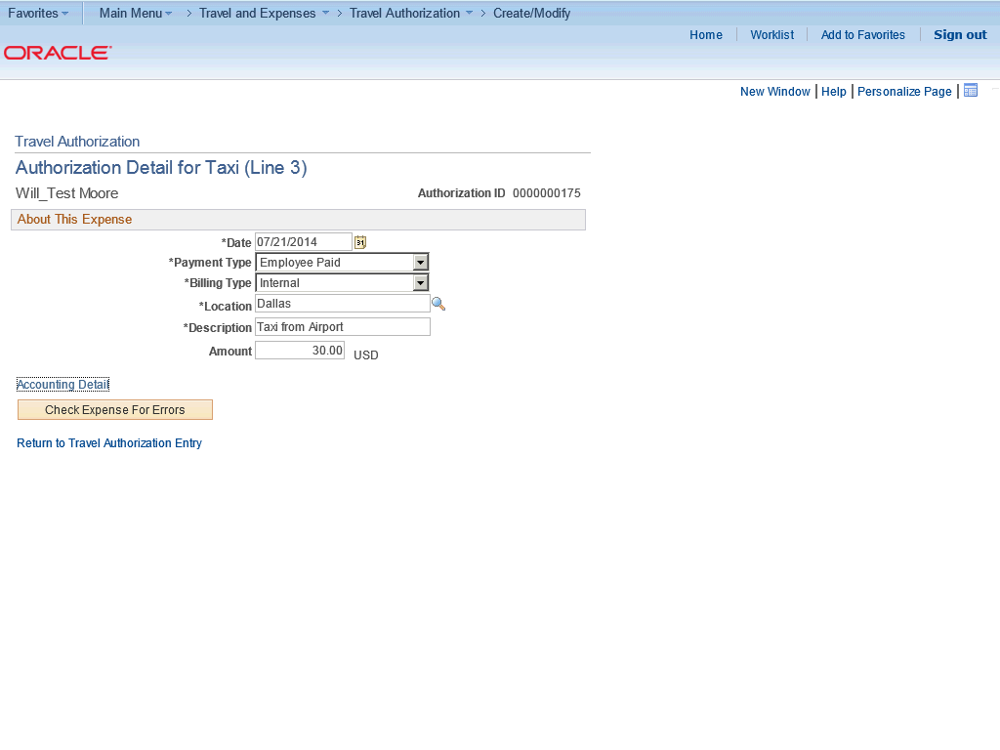 Favorites Main Menu > Travel and Expenses > Travel Authorization > Create/Modify
Home Worklist Add to Favorites Sign out
ORACLE
New Window | Help | Personalize Page |
Travel Authorization
Authorization Detail for Taxi (Line 3)
Will_Test Moore Authorization ID 0000000175
About This Expense
*Date 07/21/2014 31
*Payment Type Employee Paid
*Billing Type Internal
*Location Dallas
*Description Taxi from Airport
Amount 30.00 USD
Accounting Detail
Check Expense For Errors
Return to Travel Authorization Entry